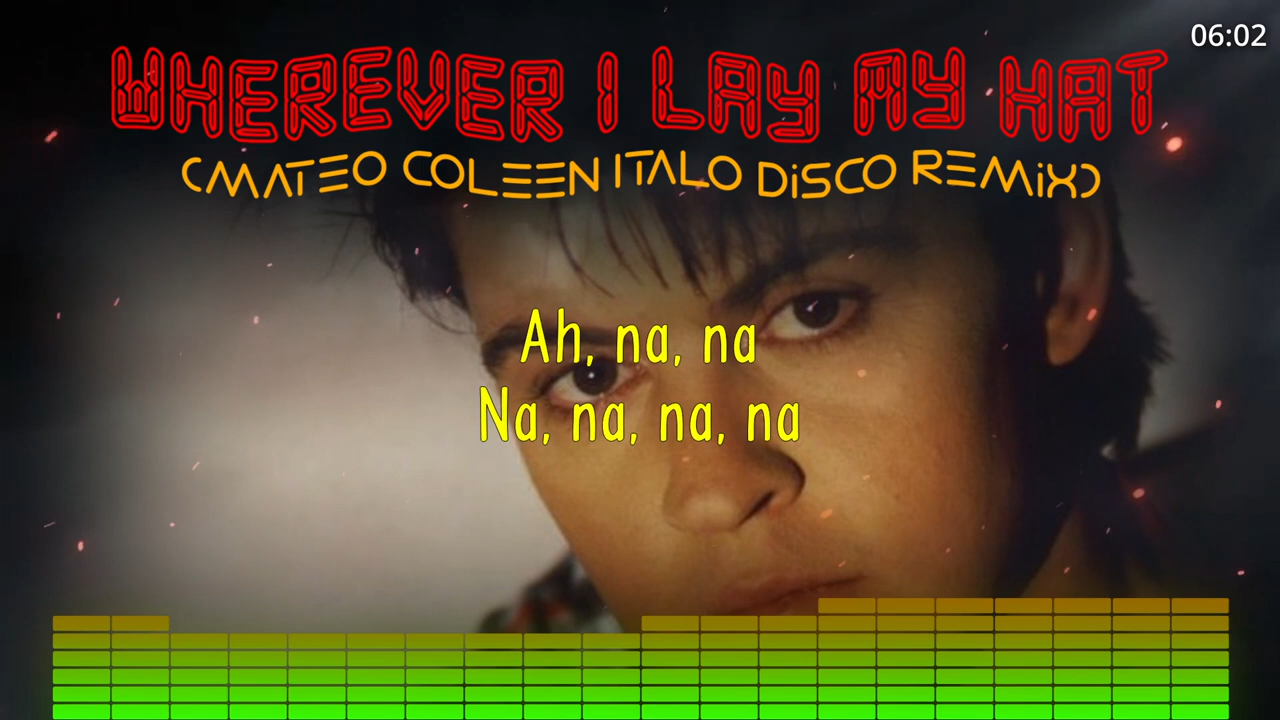 06:02
WHEREVER I LAY MY HAT
(MATEO COLEEN ITALO DiSCO REMiX)
Ah, na, na
Na, na, na, na